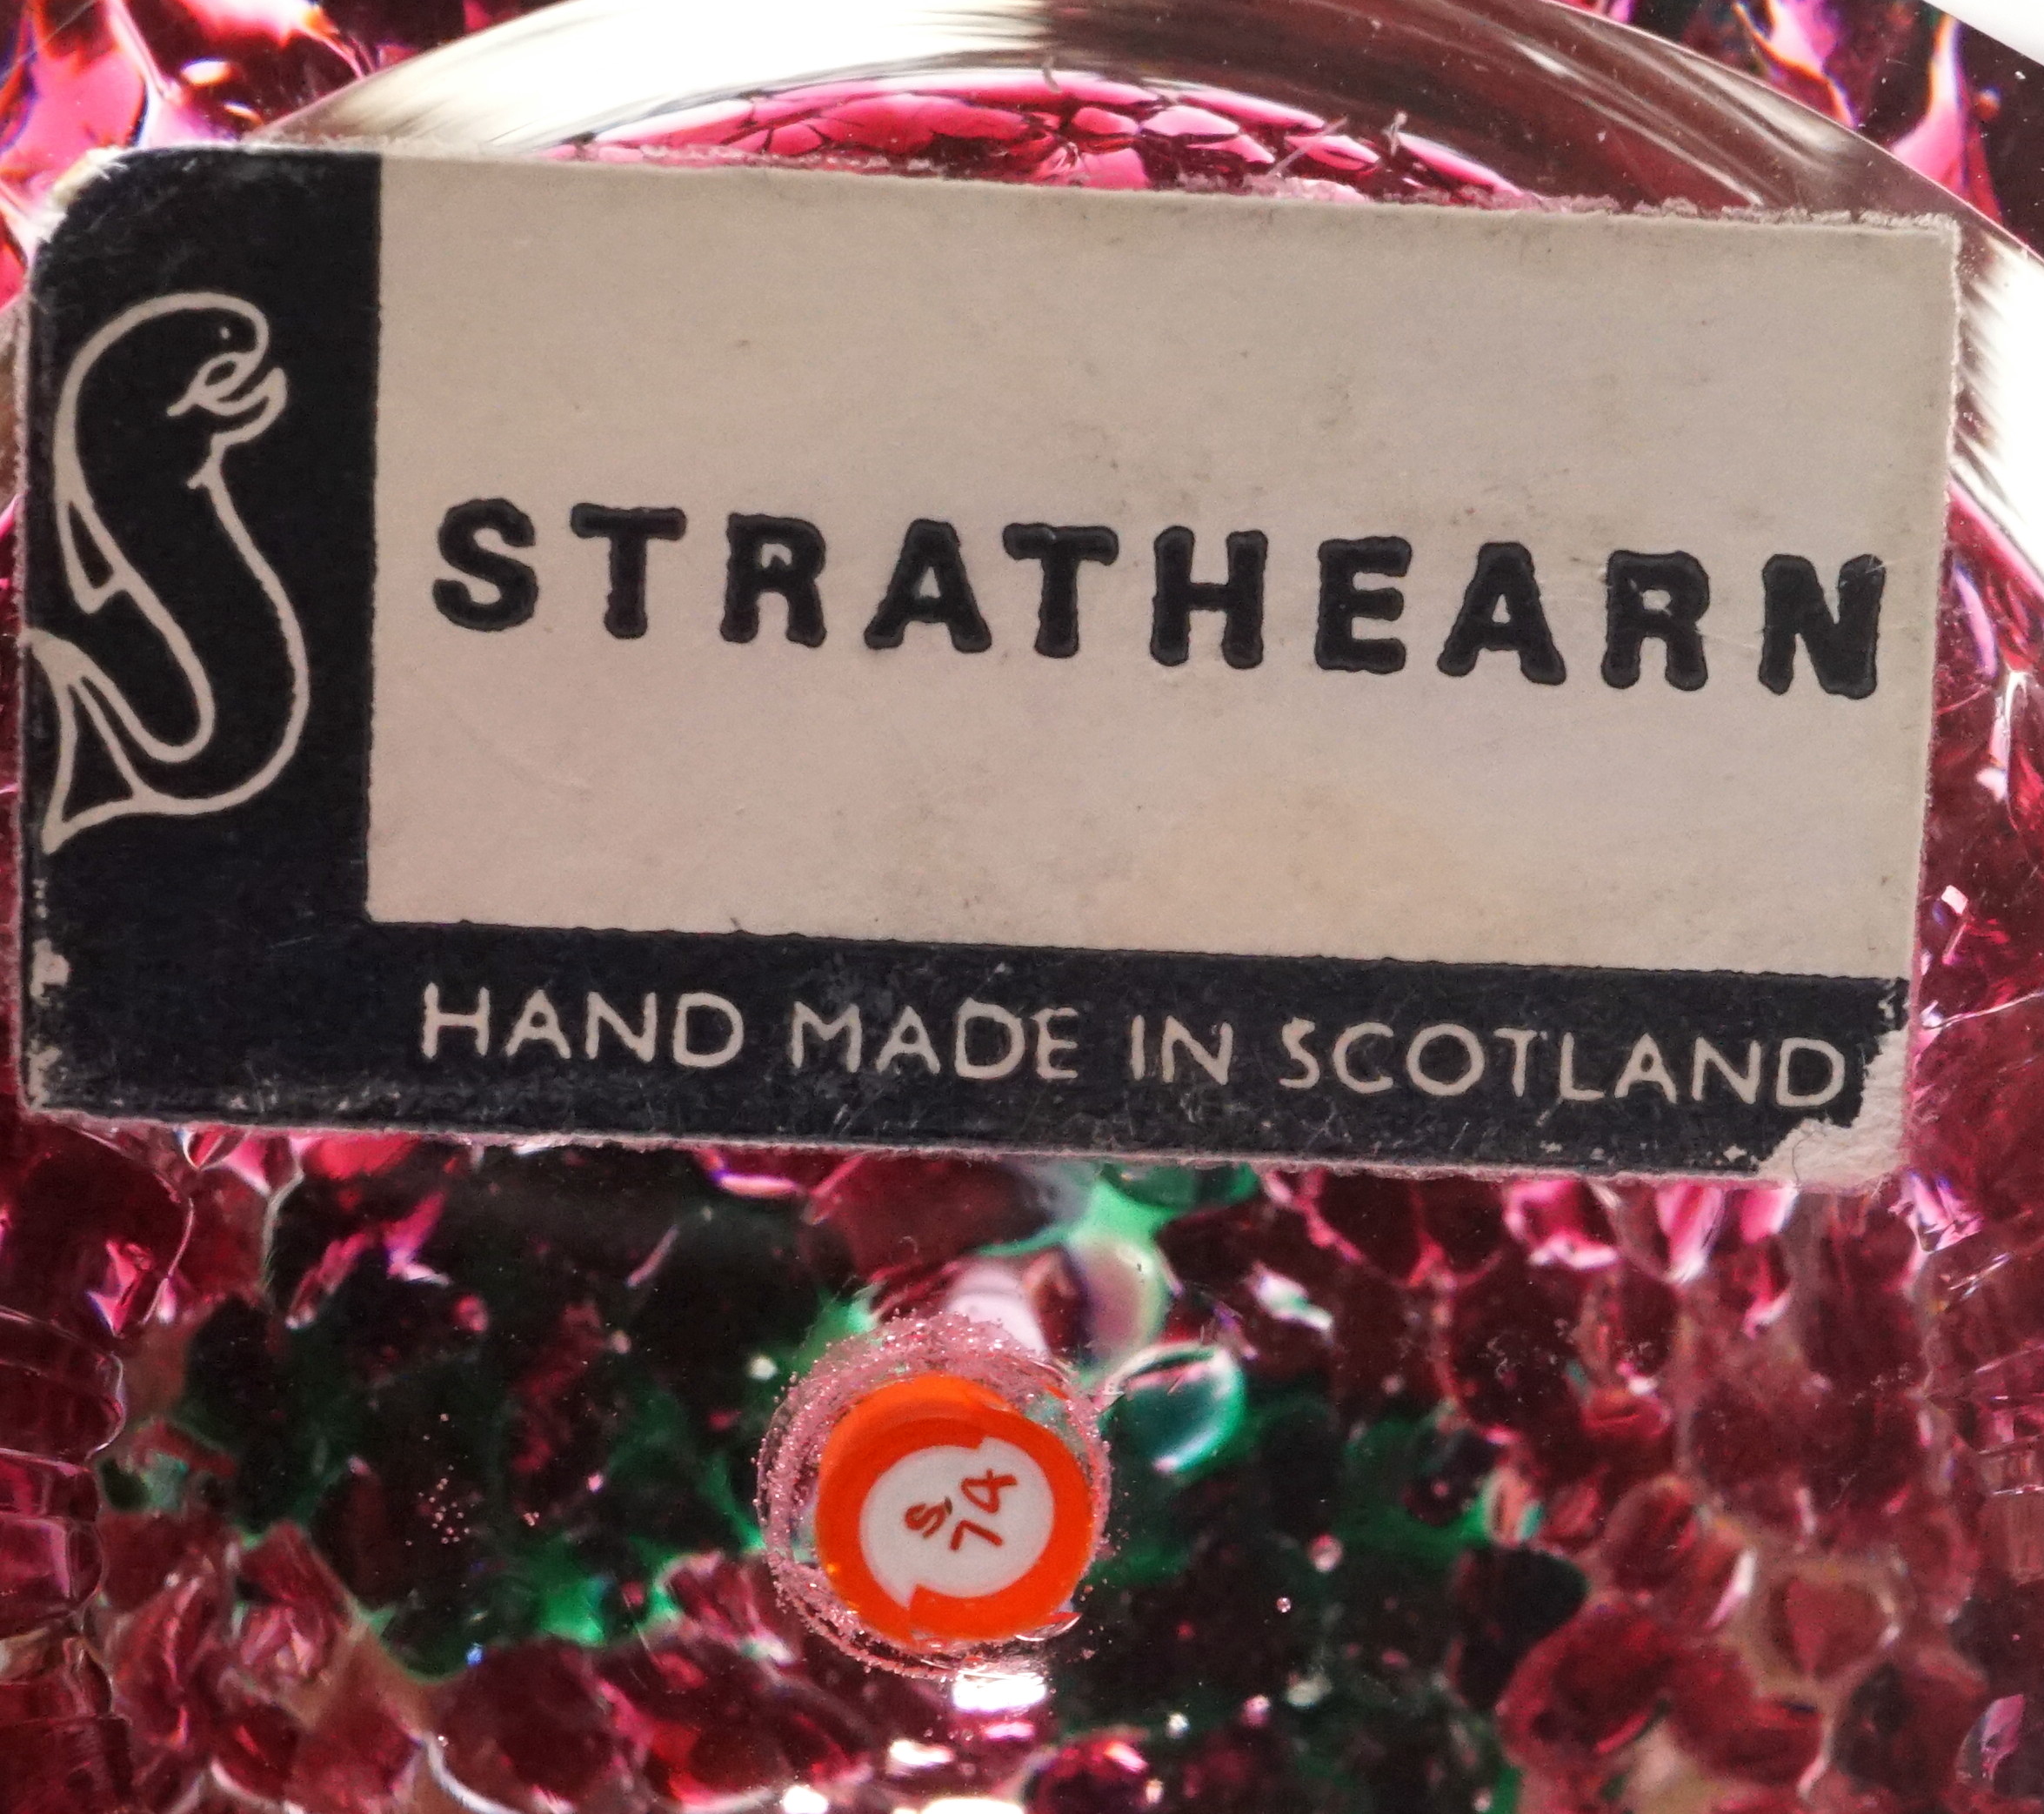 STRATHEARN
HAND MADE IN SCOTLAND
S
74